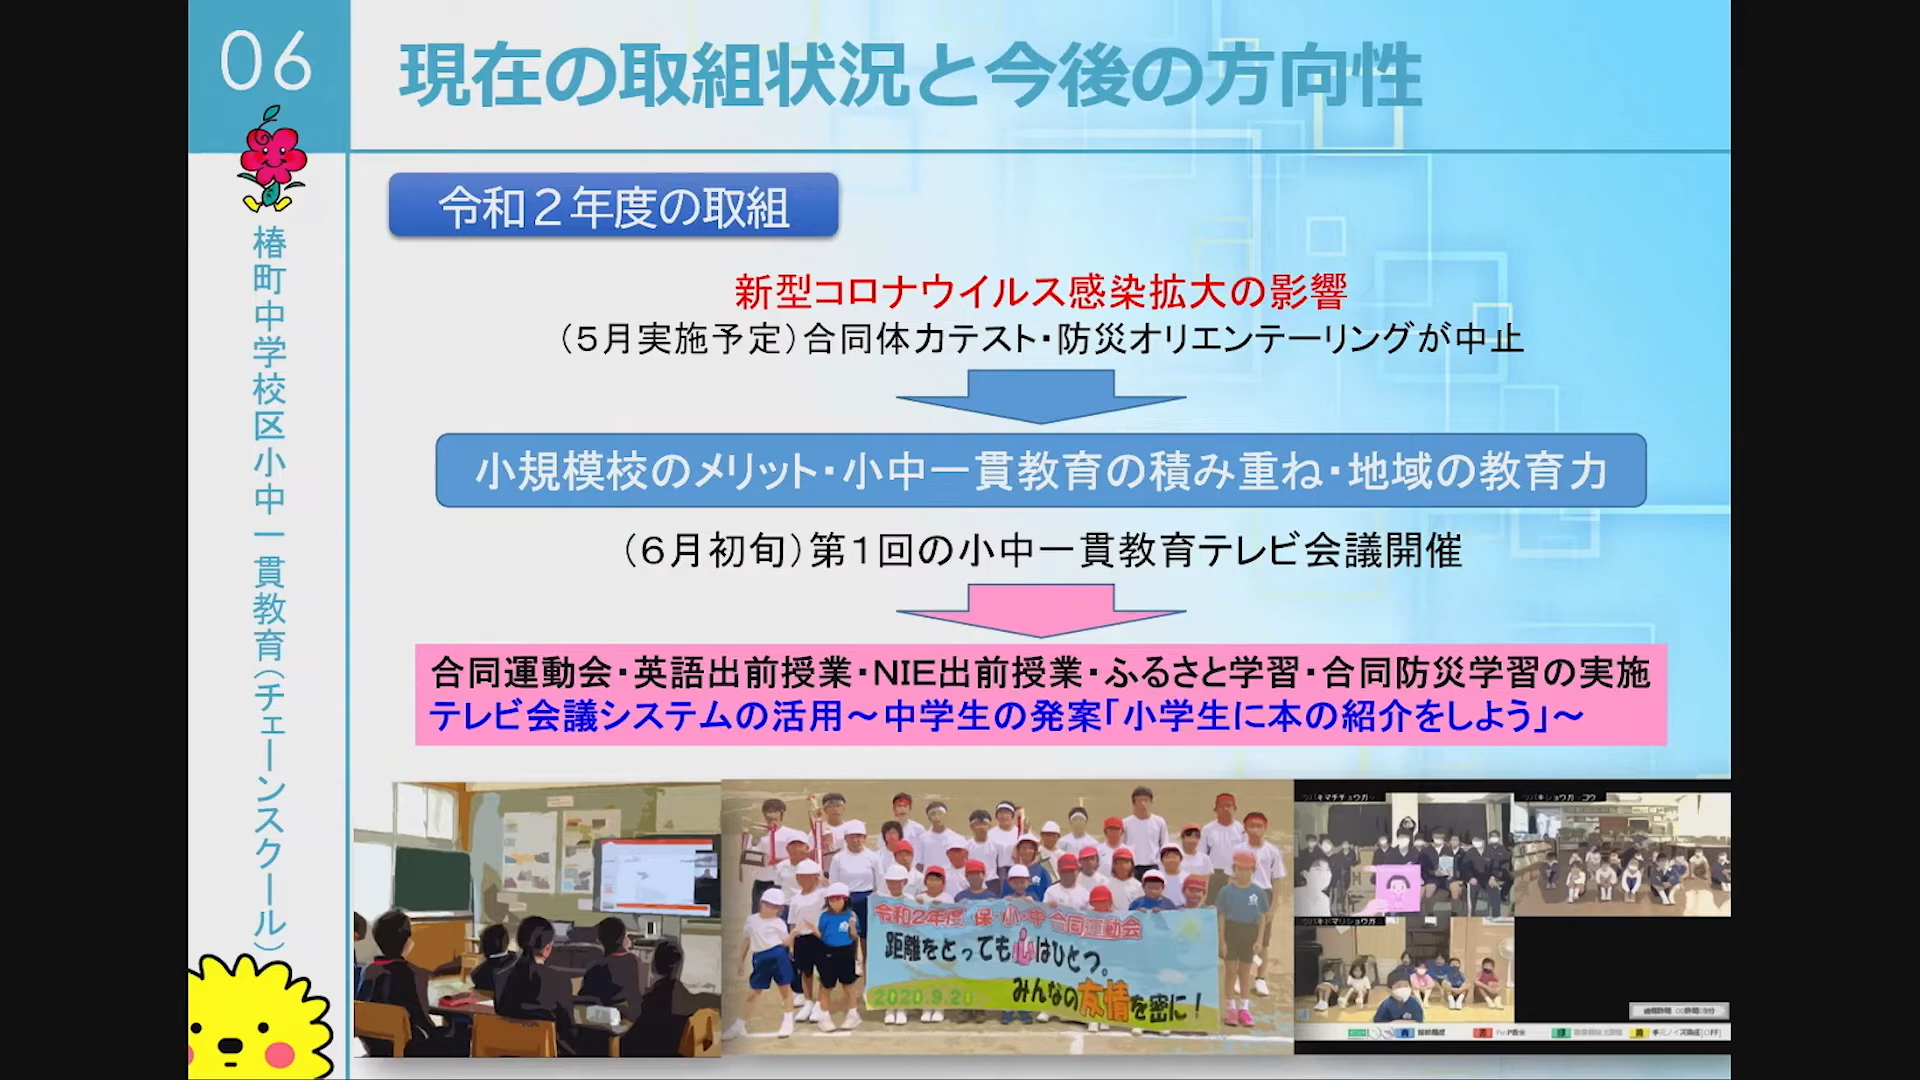 06
現在の取組状況と今後の方向性
椿町中学校区小中一貫教育（チェーンスクール）
令和２年度の取組
新型コロナウイルス感染拡大の影響
（５月実施予定）合同体力テスト・防災オリエンテーリングが中止
小規模校のメリット・小中一貫教育の積み重ね・地域の教育力
（６月初旬）第１回の小中一貫教育テレビ会議開催
合同運動会・英語出前授業・NIE出前授業・ふるさと学習・合同防災学習の実施
テレビ会議システムの活用～中学生の発案「小学生に本の紹介をしよう」～
令和2年度 保・小・中 合同運動会
距離をとっても心はひとつ。
2020.9.20
みんなの友情を密に！